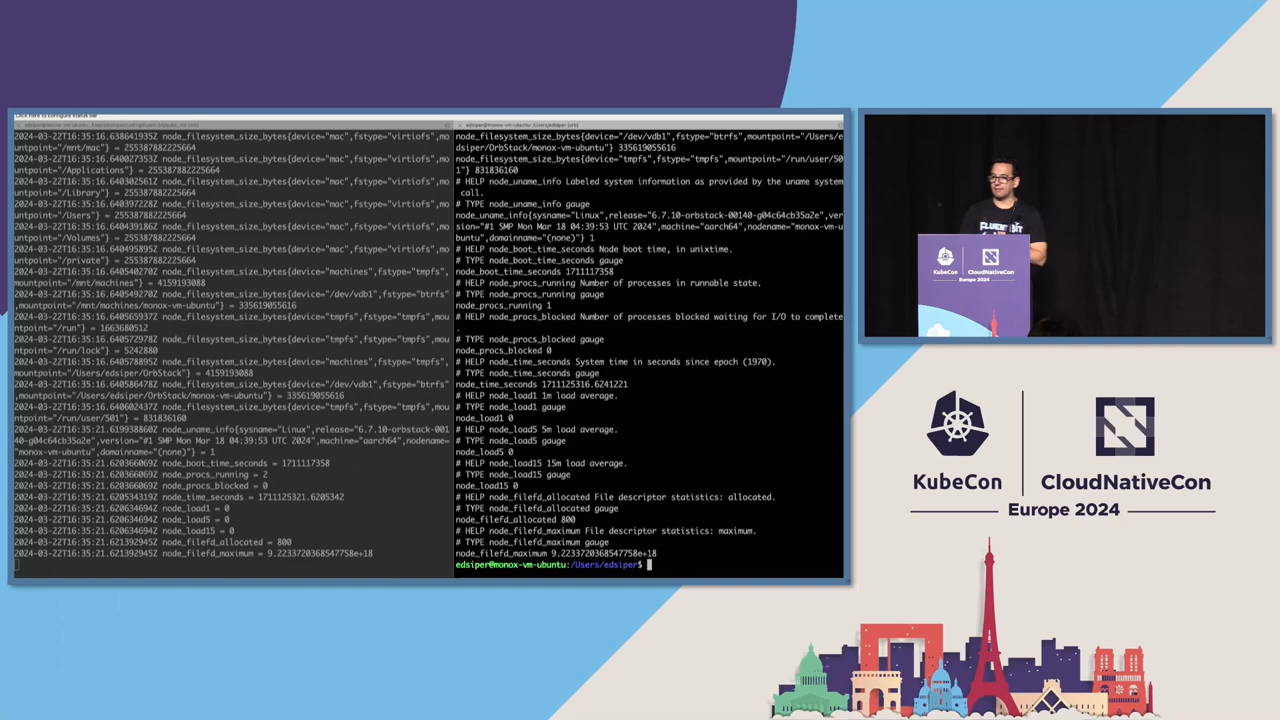 Click here to configure status bar
2024-03-22T16:35:16.638641935Z node_filesystem_size_bytes{device="mac",fstype="virtiofs",mo
untpoint="/mnt/mac"} = 255387882225664
2024-03-22T16:35:16.640027353Z node_filesystem_size_bytes{device="mac",fstype="virtiofs",mo
untpoint="/Applications"} = 255387882225664
2024-03-22T16:35:16.640302561Z node_filesystem_size_bytes{device="mac",fstype="virtiofs",mo
untpoint="/Library"} = 255387882225664
2024-03-22T16:35:16.640397228Z node_filesystem_size_bytes{device="mac",fstype="virtiofs",mo
untpoint="/Users"} = 255387882225664
2024-03-22T16:35:16.640439186Z node_filesystem_size_bytes{device="mac",fstype="virtiofs",mo
untpoint="/Volumes"} = 255387882225664
2024-03-22T16:35:16.640495895Z node_filesystem_size_bytes{device="mac",fstype="virtiofs",mo
untpoint="/private"} = 255387882225664
2024-03-22T16:35:16.640540270Z node_filesystem_size_bytes{device="machines",fstype="tmpfs",
mountpoint="/mnt/machines"} = 4159193088
2024-03-22T16:35:16.640549270Z node_filesystem_size_bytes{device="/dev/vdb1",fstype="btrfs"
,mountpoint="/mnt/machines/monox-vm-ubuntu"} = 335619055616
2024-03-22T16:35:16.640565937Z node_filesystem_size_bytes{device="tmpfs",fstype="tmpfs",mou
ntpoint="/run"} = 1663680512
2024-03-22T16:35:16.640572895Z node_filesystem_size_bytes{device="tmpfs",fstype="tmpfs",mou
ntpoint="/run/lock"} = 5242880
2024-03-22T16:35:16.640578895Z node_filesystem_size_bytes{device="machines",fstype="tmpfs",
mountpoint="/Users/edsiper/OrbStack"} = 4159193088
2024-03-22T16:35:16.640586478Z node_filesystem_size_bytes{device="/dev/vdb1",fstype="btrfs"
,mountpoint="/Users/edsiper/OrbStack/monox-vm-ubuntu"} = 335619055616
2024-03-22T16:35:16.640602437Z node_filesystem_size_bytes{device="tmpfs",fstype="tmpfs",mou
ntpoint="/run/user/501"} = 831836160
2024-03-22T16:35:21.619938860Z node_uname_info{sysname="Linux",release="6.7.10-orbstack-001
40-g04c64cb35a2e",version="#1 SMP Mon Mar 18 04:39:53 UTC 2024",machine="aarch64",nodename=
"monox-vm-ubuntu",domainname="(none)"} = 1
2024-03-22T16:35:21.620366069Z node_boot_time_seconds = 1711117358
2024-03-22T16:35:21.620366069Z node_procs_running = 2
2024-03-22T16:35:21.620366069Z node_procs_blocked = 0
2024-03-22T16:35:21.620534319Z node_time_seconds = 1711125321.6205342
2024-03-22T16:35:21.620634694Z node_load1 = 0
2024-03-22T16:35:21.620634694Z node_load5 = 0
2024-03-22T16:35:21.620634694Z node_load15 = 0
2024-03-22T16:35:21.621392945Z node_filefd_allocated = 800
2024-03-22T16:35:21.621392945Z node_filefd_maximum = 9.2233720368547758e+18
node_filesystem_size_bytes{device="/dev/vdb1",fstype="btrfs",mountpoint="/Users/e
dsiper/OrbStack/monox-vm-ubuntu"} 335619055616
node_filesystem_size_bytes{device="tmpfs",fstype="tmpfs",mountpoint="/run/user/50
1"} 831836160
# HELP node_uname_info Labeled system information as provided by the uname system
call.
# TYPE node_uname_info gauge
node_uname_info{sysname="Linux",release="6.7.10-orbstack-00140-g04c64cb35a2e",ver
sion="#1 SMP Mon Mar 18 04:39:53 UTC 2024",machine="aarch64",nodename="monox-vm-u
buntu",domainname="(none)"} 1
# HELP node_boot_time_seconds Node boot time, in unixtime.
# TYPE node_boot_time_seconds gauge
node_boot_time_seconds 1711117358
# HELP node_procs_running Number of processes in runnable state.
# TYPE node_procs_running gauge
node_procs_running 1
# HELP node_procs_blocked Number of processes blocked waiting for I/O to complete
.
# TYPE node_procs_blocked gauge
node_procs_blocked 0
# HELP node_time_seconds System time in seconds since epoch (1970).
# TYPE node_time_seconds gauge
node_time_seconds 1711125316.6241221
# HELP node_load1 1m load average.
# TYPE node_load1 gauge
node_load1 0
# HELP node_load5 5m load average.
# TYPE node_load5 gauge
node_load5 0
# HELP node_load15 15m load average.
# TYPE node_load15 gauge
node_load15 0
# HELP node_filefd_allocated File descriptor statistics: allocated.
# TYPE node_filefd_allocated gauge
node_filefd_allocated 800
# HELP node_filefd_maximum File descriptor statistics: maximum.
# TYPE node_filefd_maximum gauge
node_filefd_maximum 9.2233720368547758e+18
edsiper@monox-vm-ubuntu:/Users/edsiper$
FLUENT BIT
KubeCon
CloudNativeCon
Europe 2024
KubeCon
CloudNativeCon
Europe 2024